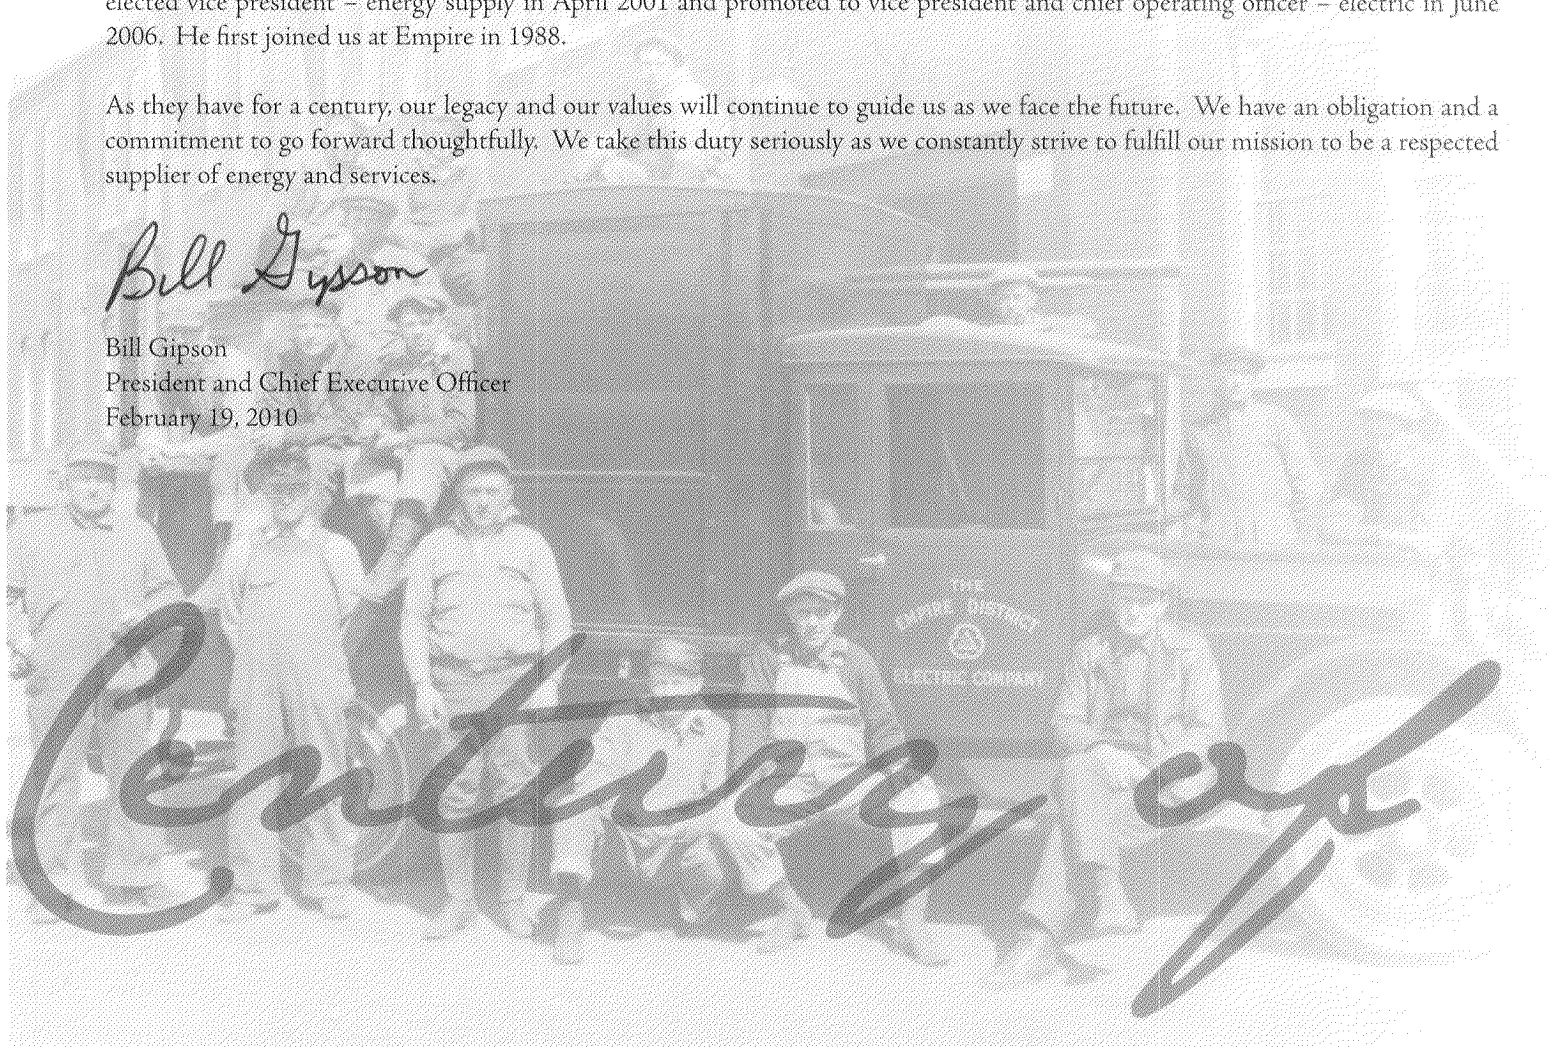 elected vice president – energy supply in April 2001 and promoted to vice president and chief operating officer – electric in June
2006. He first joined us at Empire in 1988.
As they have for a century, our legacy and our values will continue to guide us as we face the future. We have an obligation and a
commitment to go forward thoughtfully. We take this duty seriously as we constantly strive to fulfill our mission to be a respected
supplier of energy and services.
Bill Gipson
Bill Gipson
President and Chief Executive Officer
February 19, 2010
THE
EMPIRE DISTRICT
ELECTRIC COMPANY
Century of